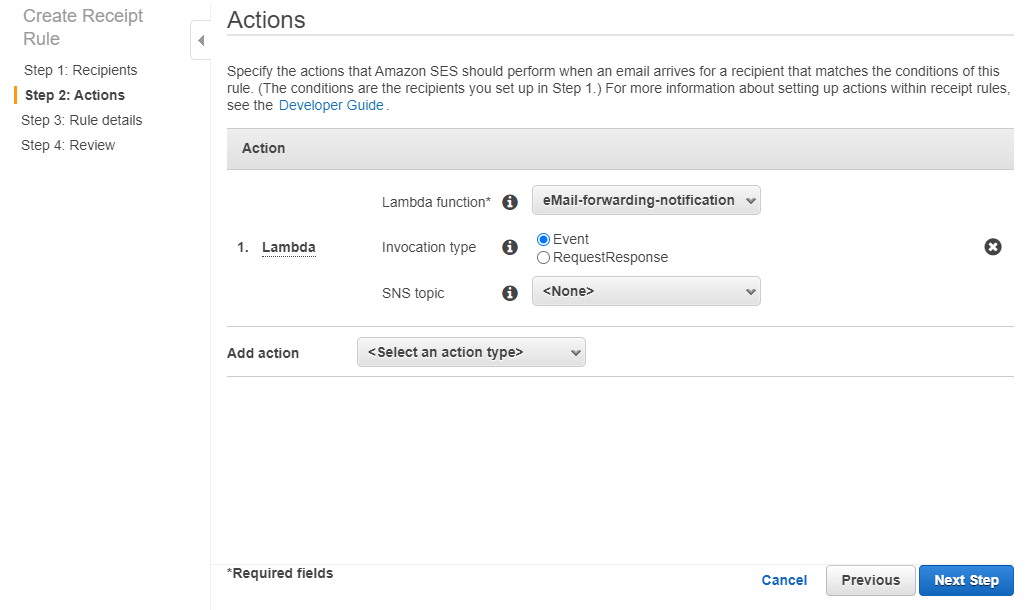 Create Receipt
Rule
Step 1: Recipients
Step 2: Actions
Step 3: Rule details
Step 4: Review
Actions
Specify the actions that Amazon SES should perform when an email arrives for a recipient that matches the conditions of this
rule. (The conditions are the recipients you set up in Step 1.) For more information about setting up actions within receipt rules,
see the Developer Guide .
Action
Lambda function* eMail-forwarding-notification
1. Lambda Invocation type Event
RequestResponse
SNS topic <None>
Add action <Select an action type>
*Required fields
Cancel Previous Next Step